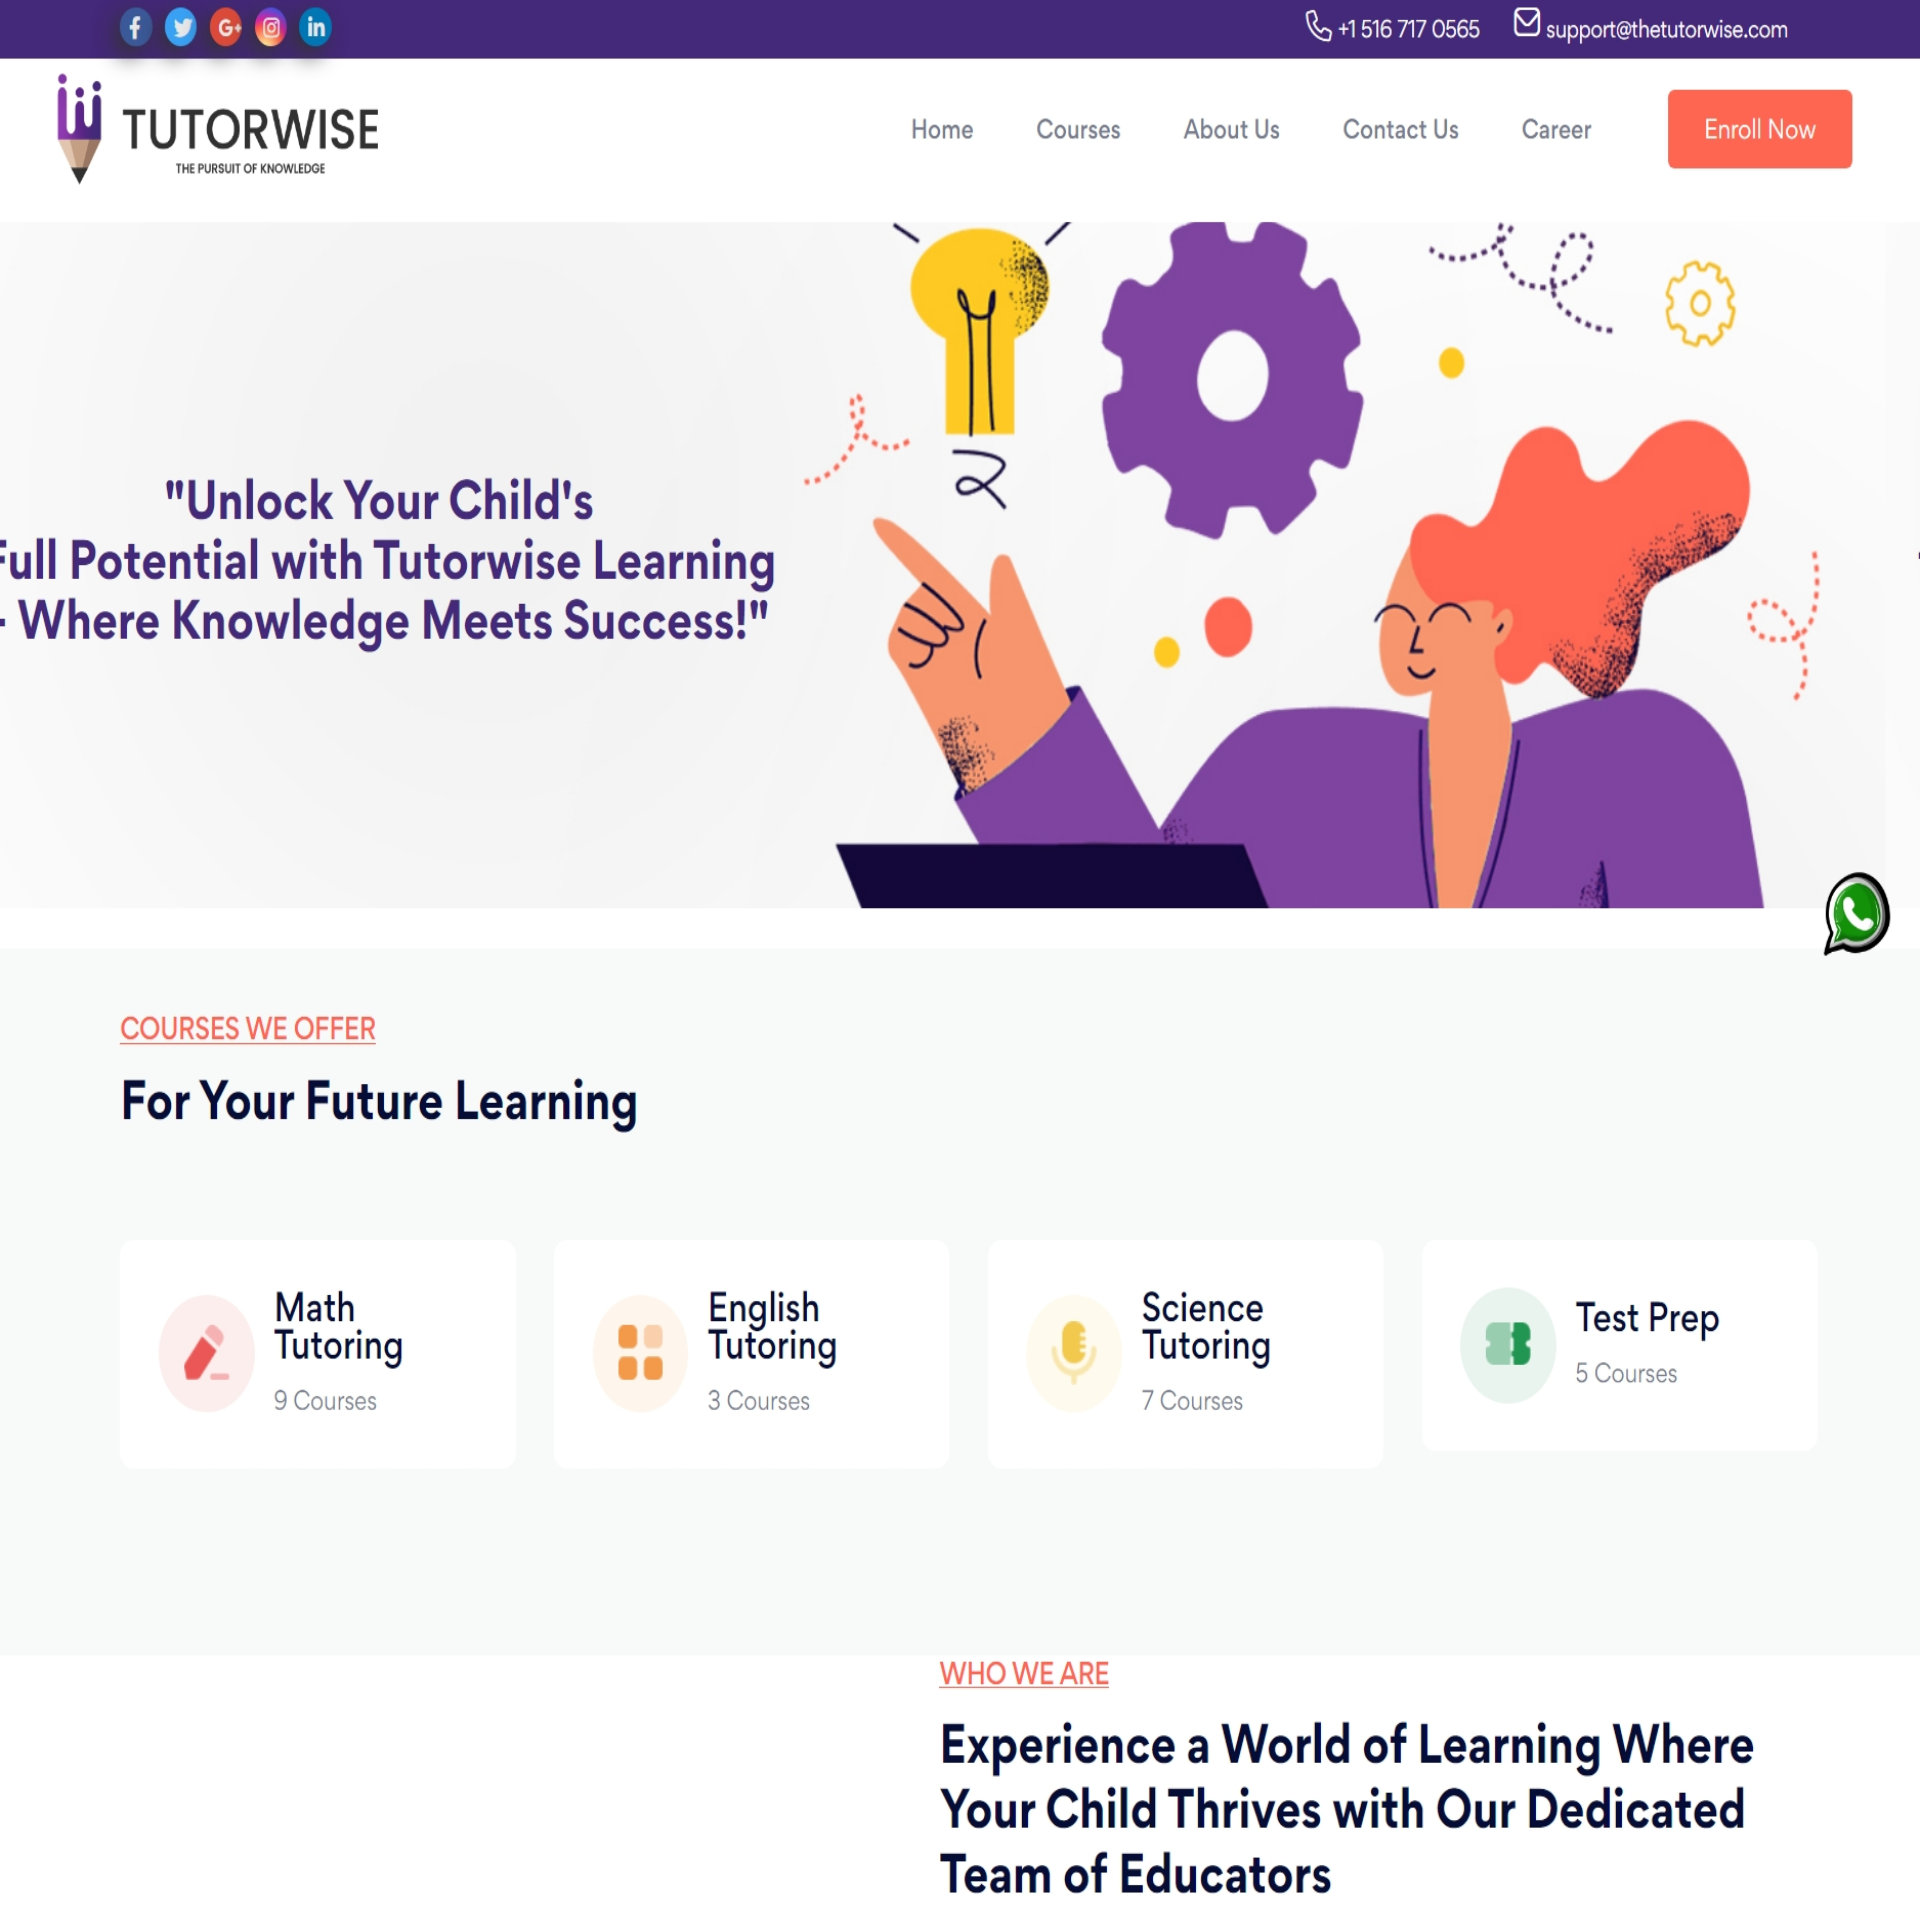 +1 516 717 0565 support@thetutorwise.com
TUTORWISE
THE PURSUIT OF KNOWLEDGE
Home Courses About Us Contact Us Career Enroll Now
"Unlock Your Child's
Full Potential with Tutorwise Learning
- Where Knowledge Meets Success!"
COURSES WE OFFER
For Your Future Learning
Math
Tutoring
9 Courses
English
Tutoring
3 Courses
Science
Tutoring
7 Courses
Test Prep
5 Courses
WHO WE ARE
Experience a World of Learning Where
Your Child Thrives with Our Dedicated
Team of Educators